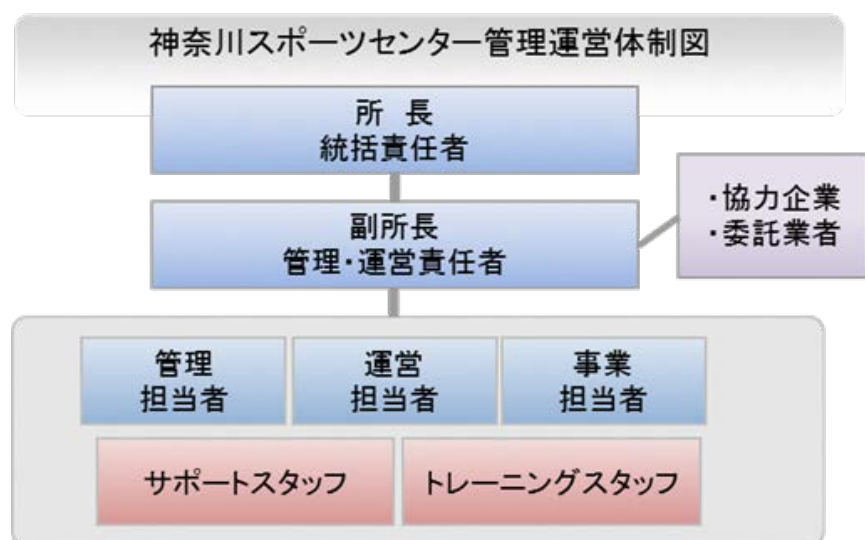 神奈川スポーツセンター管理運営体制図
所 長
統括責任者
副所長
管理・運営責任者
・協力企業
・委託業者
管理
担当者
運営
担当者
事業
担当者
サポートスタッフ
トレーニングスタッフ